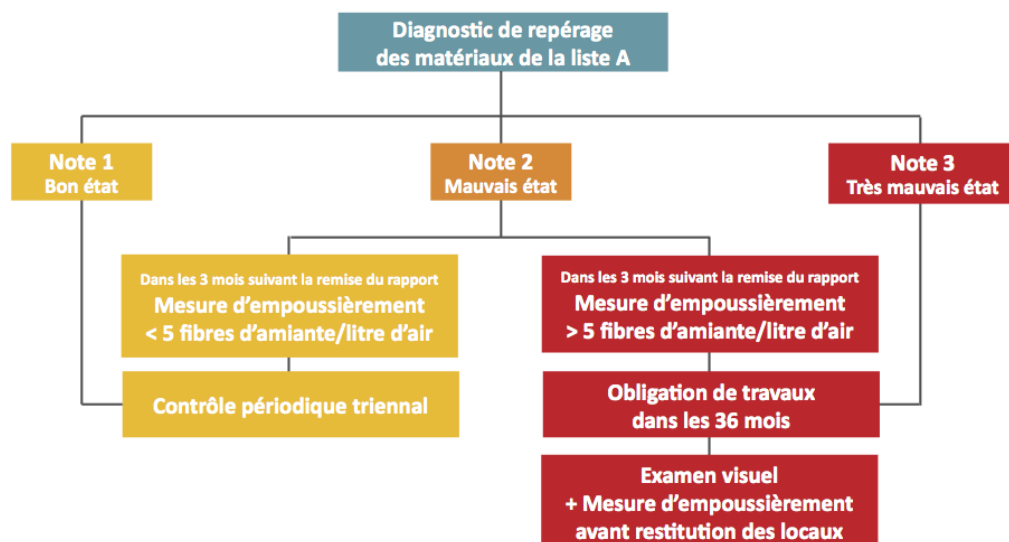 Diagnostic de repérage
des matériaux de la liste A
Note 1
Bon état
Note 2
Mauvais état
Note 3
Très mauvais état
Dans les 3 mois suivant la remise du rapport
Mesure d'empoussièrement
< 5 fibres d'amiante/litre d'air
Dans les 3 mois suivant la remise du rapport
Mesure d'empoussièrement
> 5 fibres d'amiante/litre d'air
Contrôle périodique triennal
Obligation de travaux
dans les 36 mois
Examen visuel
+ Mesure d'empoussièrement
avant restitution des locaux